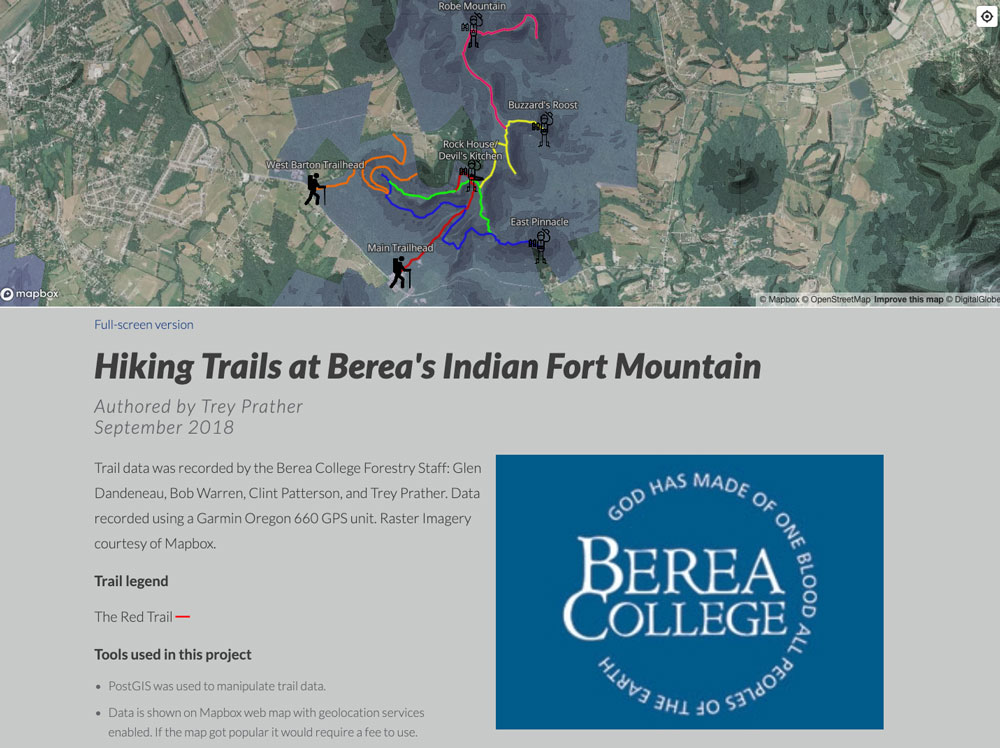 Robe Mountain
Buzzard's Roost
Rock House/
Devil's Kitchen
West Barton Trailhead
East Pinnacle
Main Trailhead
mapbox
© Mapbox © OpenStreetMap Improve this map © DigitalGlobe
Full-screen version
Hiking Trails at Berea's Indian Fort Mountain
Authored by Trey Prather
September 2018
Trail data was recorded by the Berea College Forestry Staff: Glen
Dandeneau, Bob Warren, Clint Patterson, and Trey Prather. Data
recorded using a Garmin Oregon 660 GPS unit. Raster Imagery
courtesy of Mapbox.
Trail legend
The Red Trail
Tools used in this project
• PostGIS was used to manipulate trail data.
• Data is shown on Mapbox web map with geolocation services
enabled. If the map got popular it would require a fee to use.
GOD HAS MADE OF ONE BLOOD ALL PEOPLES OF THE EARTH
BEREA
COLLEGE